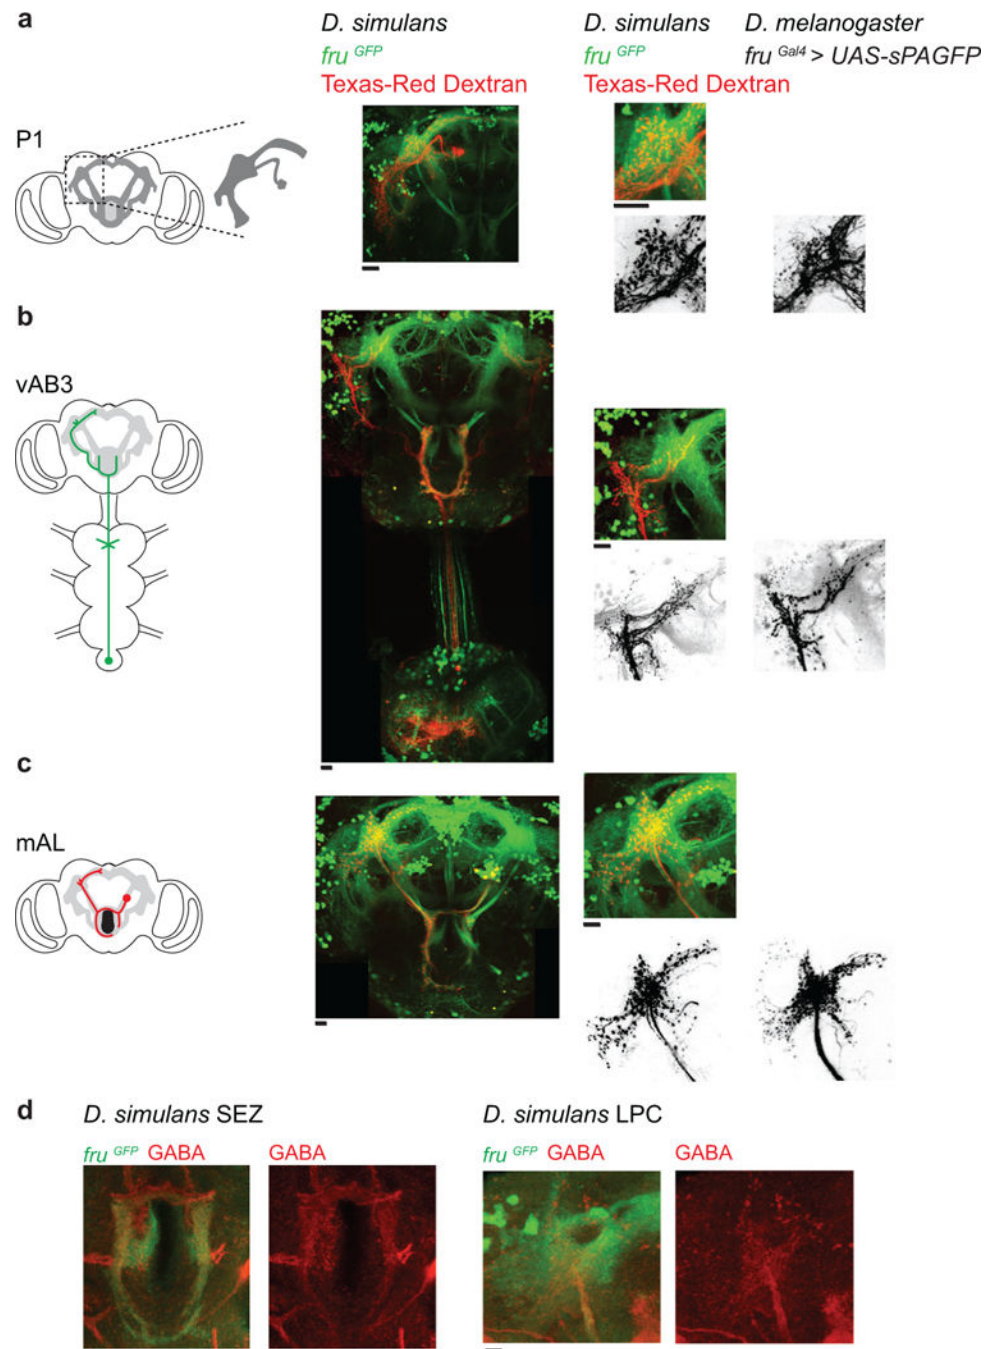 a
D. simulans
fru GFP
Texas-Red Dextran
D. simulans
fru GFP
Texas-Red Dextran
D. melanogaster
fru Gal4 > UAS-sPAGFP
P1
b
vAB3
c
mAL
d
D. simulans SEZ
fru GFP GABA
GABA
D. simulans LPC
fru GFP GABA
GABA